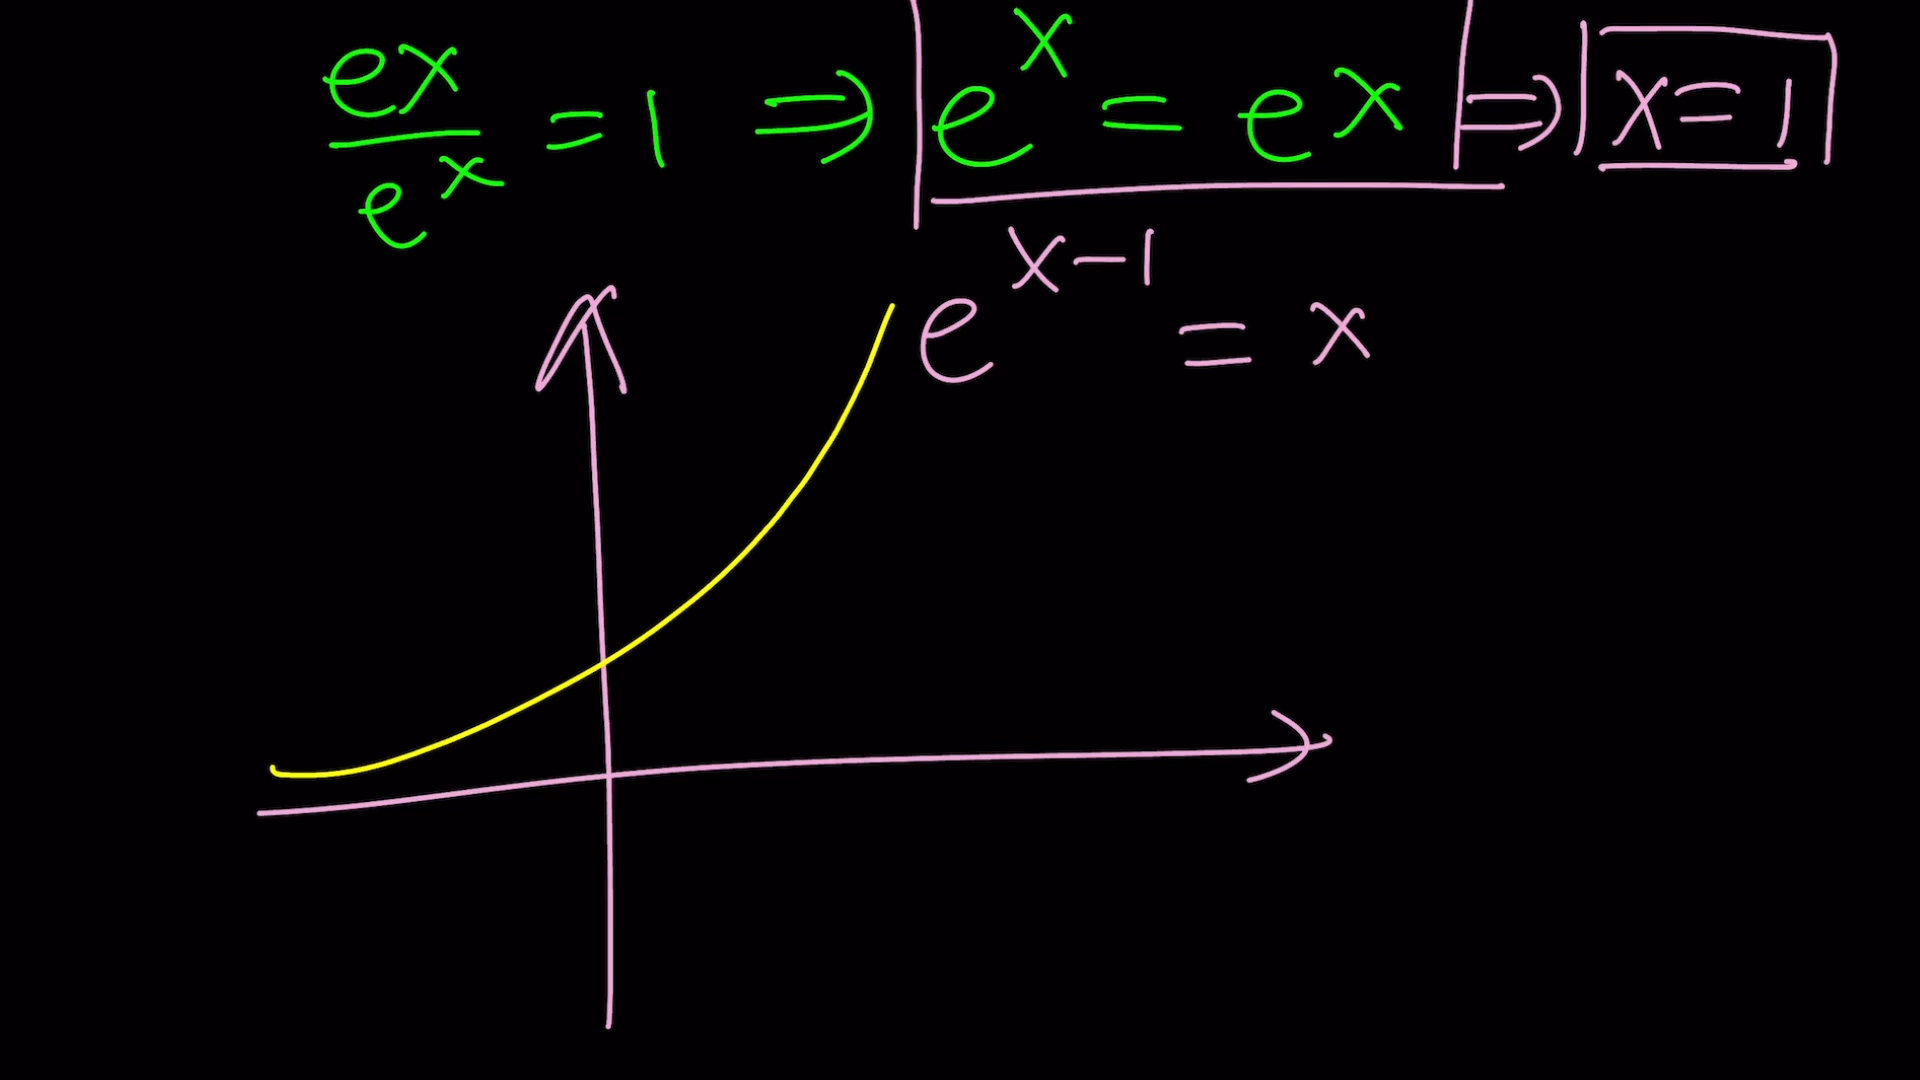 ex/e^x = 1 ⇒ e^x = ex ⇒ x = 1
e^(x-1) = x